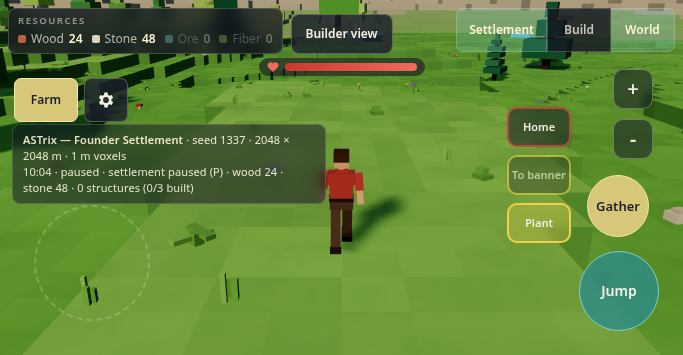 RESOURCES
Wood 24 Stone 48 Ore 0 Fiber 0
Builder view
Settlement Build World
Farm
ASTrix — Founder Settlement · seed 1337 · 2048 ×
2048 m · 1 m voxels
10:04 · paused · settlement paused (P) · wood 24 ·
stone 48 · 0 structures (0/3 built)
+
-
Home
To banner
Plant
Gather
Jump